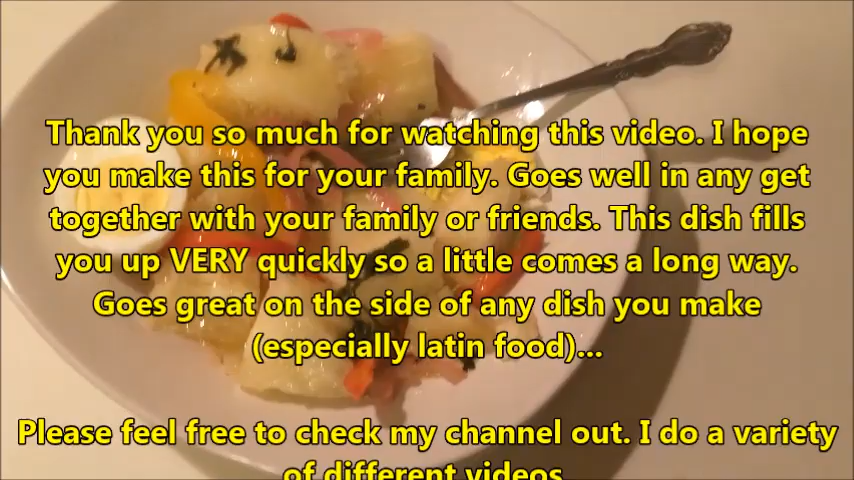 Thank you so much for watching this video. I hope
you make this for your family. Goes well in any get
together with your family or friends. This dish fills
you up VERY quickly so a little comes a long way.
Goes great on the side of any dish you make
(especially latin food)...
Please feel free to check my channel out. I do a variety
of different videos